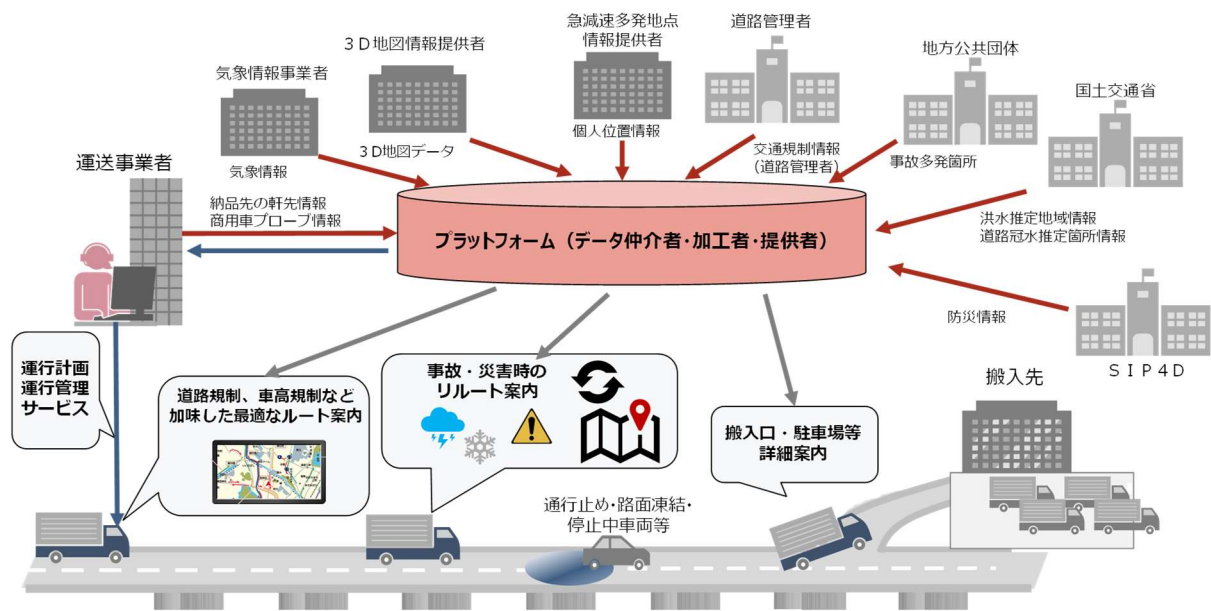 急減速多発地点
情報提供者
道路管理者
３Ｄ地図情報提供者
地方公共団体
気象情報事業者
国土交通省
個人位置情報
運送事業者
気象情報
３Ｄ地図データ
交通規制情報
（道路管理者）
事故多発箇所
納品先の軒先情報
商用車プローブ情報
プラットフォーム（データ仲介者・加工者・提供者）
洪水推定地域情報
道路冠水推定箇所情報
防災情報
ＳＩＰ４Ｄ
運行計画
運行管理
サービス
道路規制、車高規制など
加味した最適なルート案内
事故・災害時の
リルート案内
搬入口・駐車場等
詳細案内
搬入先
通行止め・路面凍結・
停止中車両等